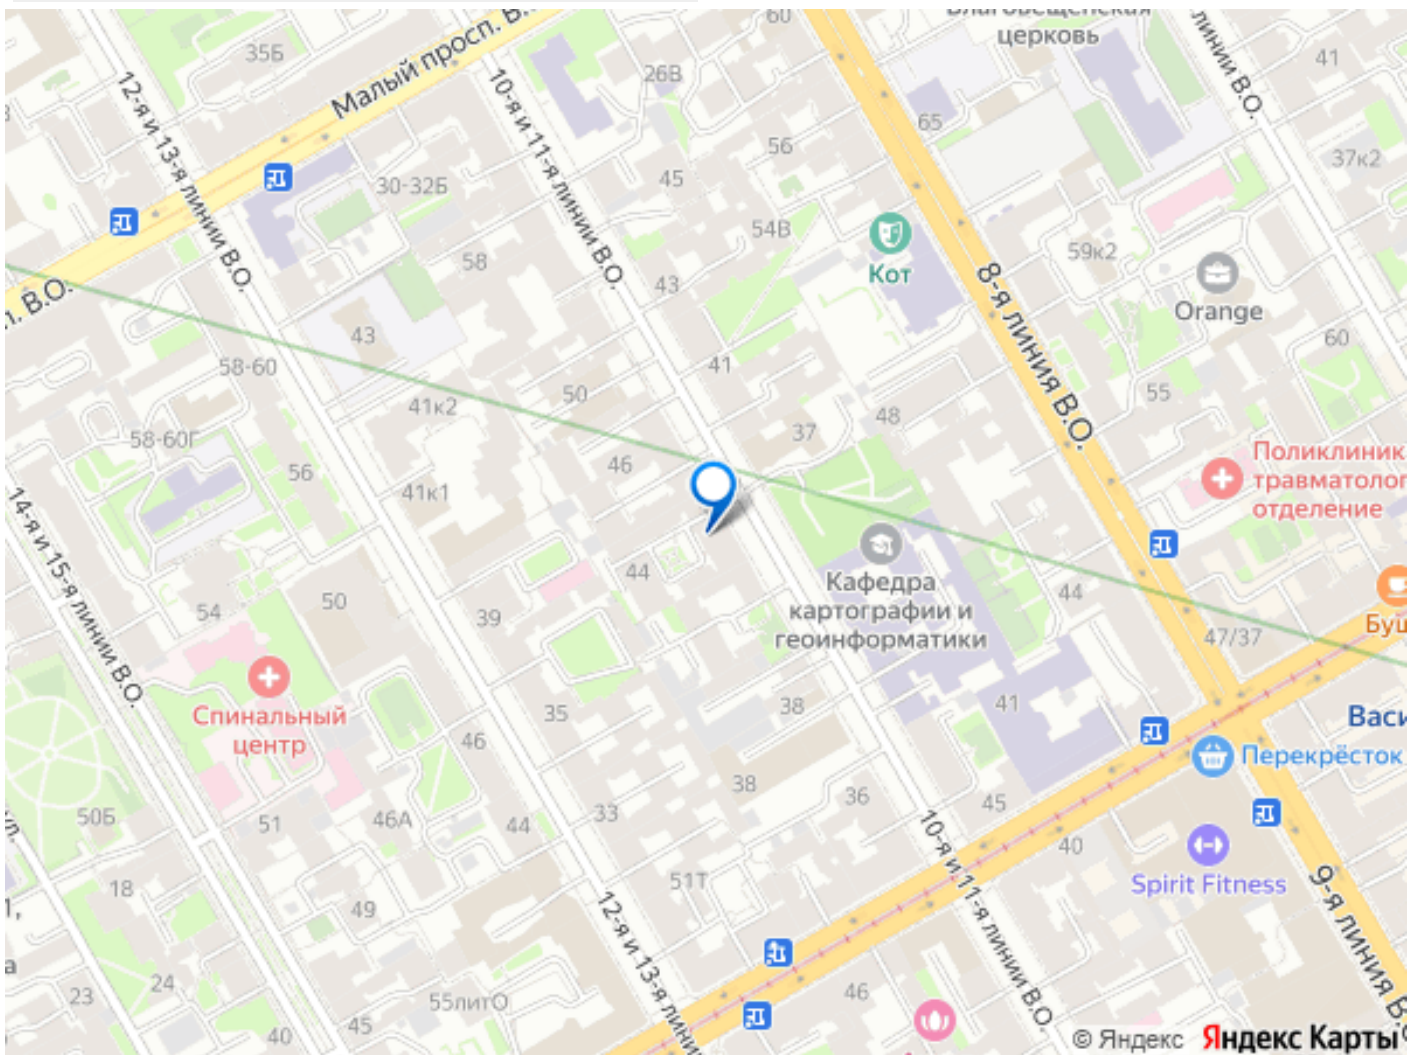 Благовещенская
церковь
60
35Б
Малый просп. В.О.
10-я и 11-я линии В.О.
26В
линии В.О.
41
12-я и 13-я линии В.О.
65
56
37к2
30-32Б
45
54В
58
Кот
59к2
43
8-я линия В.О.
Orange
В.О.
43
60
58-60
41
50
55
41к2
48
37
58-60Г
46
56
41к1
Поликлиник
травматолог
отделение
14-я и 15-я линии В.О.
44
Кафедра
картографии и
геоинформатики
44
54
50
39
47/37
Буш
Спинальный
центр
35
38
41
Васи
46
Перекрёсток
38
36
45
50Б
51
46А
44
33
10-я и 11-я линии В.О.
40
18
51Т
Spirit Fitness
49
12-я и 13-я лини
9-я линия В
24
23
55литО
46
45
40
© Яндекс Яндекс Карты